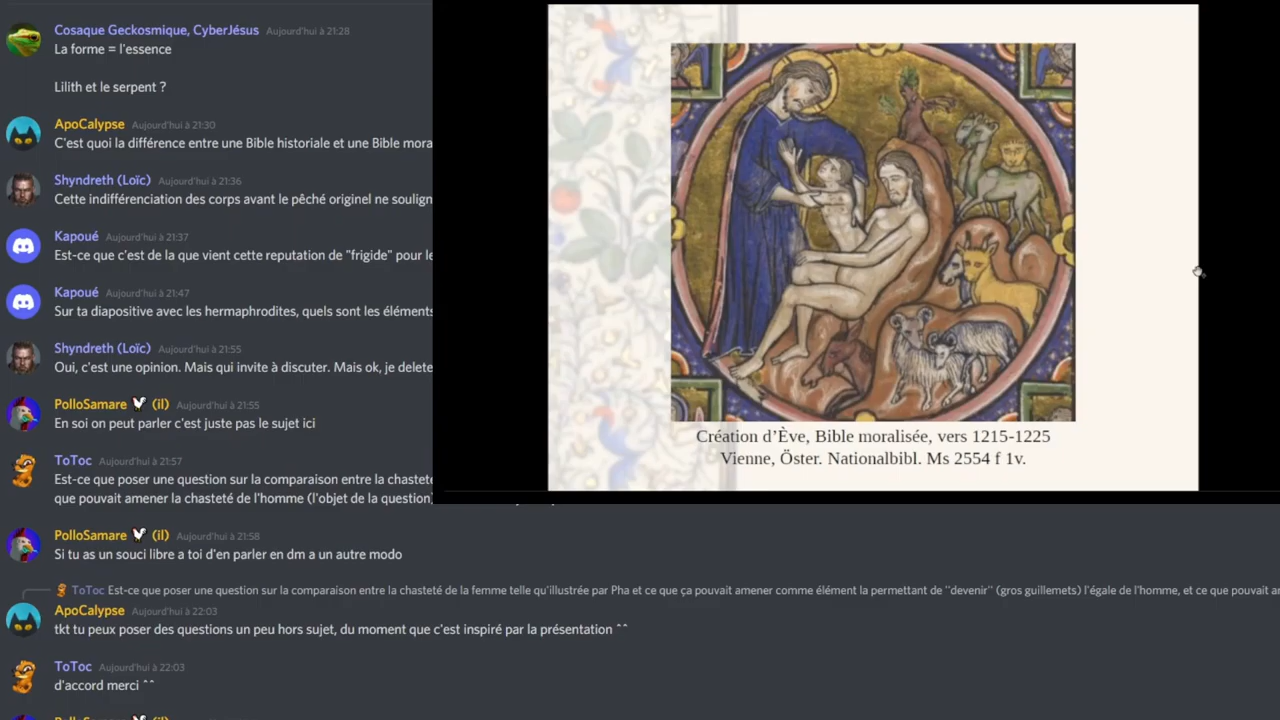 Cosaque Geckosmique, CyberJésus Aujourd'hui à 21:28
La forme = l'essence
Lilith et le serpent ?
ApoCalypse Aujourd'hui à 21:30
C'est quoi la différence entre une Bible historiale et une Bible mora
Shyndreth (Loïc) Aujourd'hui à 21:36
Cette indifférenciation des corps avant le pêché originel ne soulign
Kapoué Aujourd'hui à 21:37
Est-ce que c'est de la que vient cette reputation de "frigide" pour le
Kapoué Aujourd'hui à 21:47
Sur ta diapositive avec les hermaphrodites, quels sont les éléments
Shyndreth (Loïc) Aujourd'hui à 21:55
Oui, c'est une opinion. Mais qui invite à discuter. Mais ok, je delete
PolloSamare (il) Aujourd'hui à 21:55
En soi on peut parler c'est juste pas le sujet ici
ToToc Aujourd'hui à 21:57
Est-ce que poser une question sur la comparaison entre la chasteté
que pouvait amener la chasteté de l'homme (l'objet de la question
PolloSamare (il) Aujourd'hui à 21:58
Si tu as un souci libre a toi d'en parler en dm a un autre modo
ToToc Est-ce que poser une question sur la comparaison entre la chasteté de la femme telle qu'illustrée par Pha et ce que ça pouvait amener comme élément la permettant de "devenir" (gros guillemets) l'égale de l'homme, et ce que pouvait a
ApoCalypse Aujourd'hui à 22:03
tkt tu peux poser des questions un peu hors sujet, du moment que c'est inspiré par la présentation ^^
ToToc Aujourd'hui à 22:03
d'accord merci ^^
Création d'Ève, Bible moralisée, vers 1215-1225
Vienne, Öster. Nationalbibl. Ms 2554 f 1v.